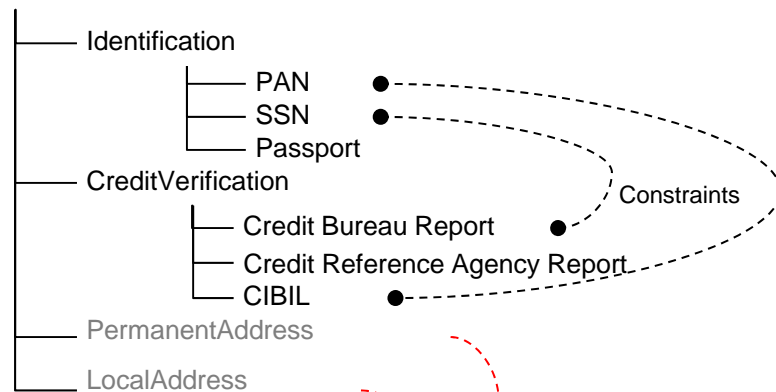 Identification
PAN
SSN
Passport
CreditVerification
Constraints
Credit Bureau Report
Credit Reference Agency Report
CIBIL
PermanentAddress
LocalAddress